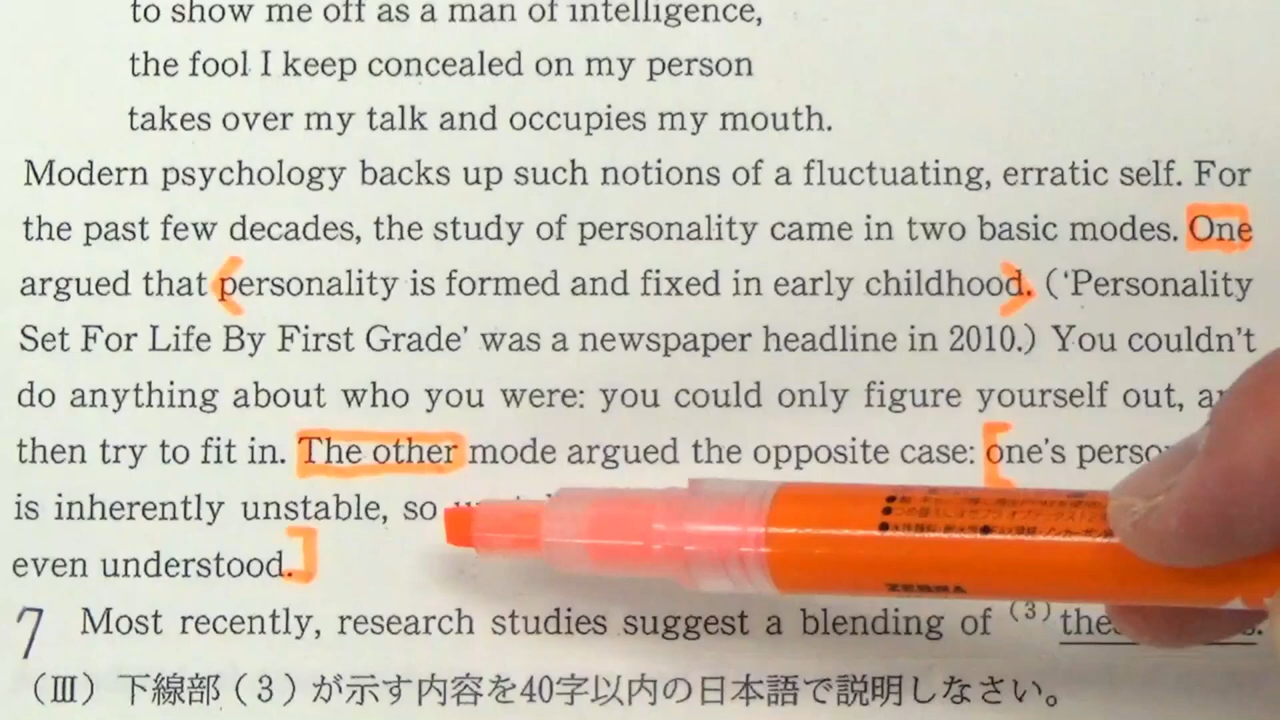 to show me off as a man of intelligence,
the fool I keep concealed on my person
takes over my talk and occupies my mouth.
Modern psychology backs up such notions of a fluctuating, erratic self. For
the past few decades, the study of personality came in two basic modes. One
argued that personality is formed and fixed in early childhood. (‘Personality
Set For Life By First Grade’ was a newspaper headline in 2010.) You couldn’t
do anything about who you were: you could only figure yourself out,
then try to fit in. The other mode argued the opposite case: one’s
is inherently unstable, so
even understood.
ZEBRA
7 Most recently, research studies suggest a blending of (3)
(Ⅲ) 下線部(3)が示す内容を40字以内の日本語で説明しなさい。